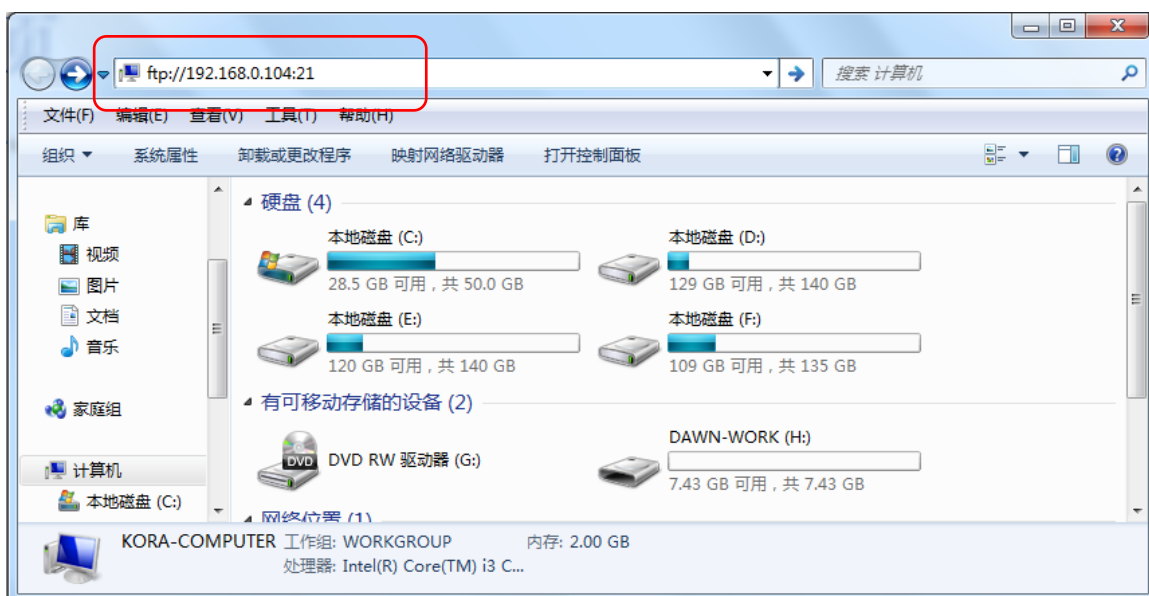 ftp://192.168.0.104:21
搜索 计算机
文件(F) 编辑(E) 查看(V) 工具(T) 帮助(H)
组织 系统属性 卸载或更改程序 映射网络驱动器 打开控制面板
库
视频
图片
文档
音乐
家庭组
计算机
本地磁盘 (C:)
硬盘 (4)
本地磁盘 (C:)
28.5 GB 可用，共 50.0 GB
本地磁盘 (D:)
129 GB 可用，共 140 GB
本地磁盘 (E:)
120 GB 可用，共 140 GB
本地磁盘 (F:)
109 GB 可用，共 135 GB
有可移动存储的设备 (2)
DVD
DVD RW 驱动器 (G:)
DAWN-WORK (H:)
7.43 GB 可用，共 7.43 GB
网络位置 (1)
KORA-COMPUTER 工作组: WORKGROUP 内存: 2.00 GB
处理器: Intel(R) Core(TM) i3 C...